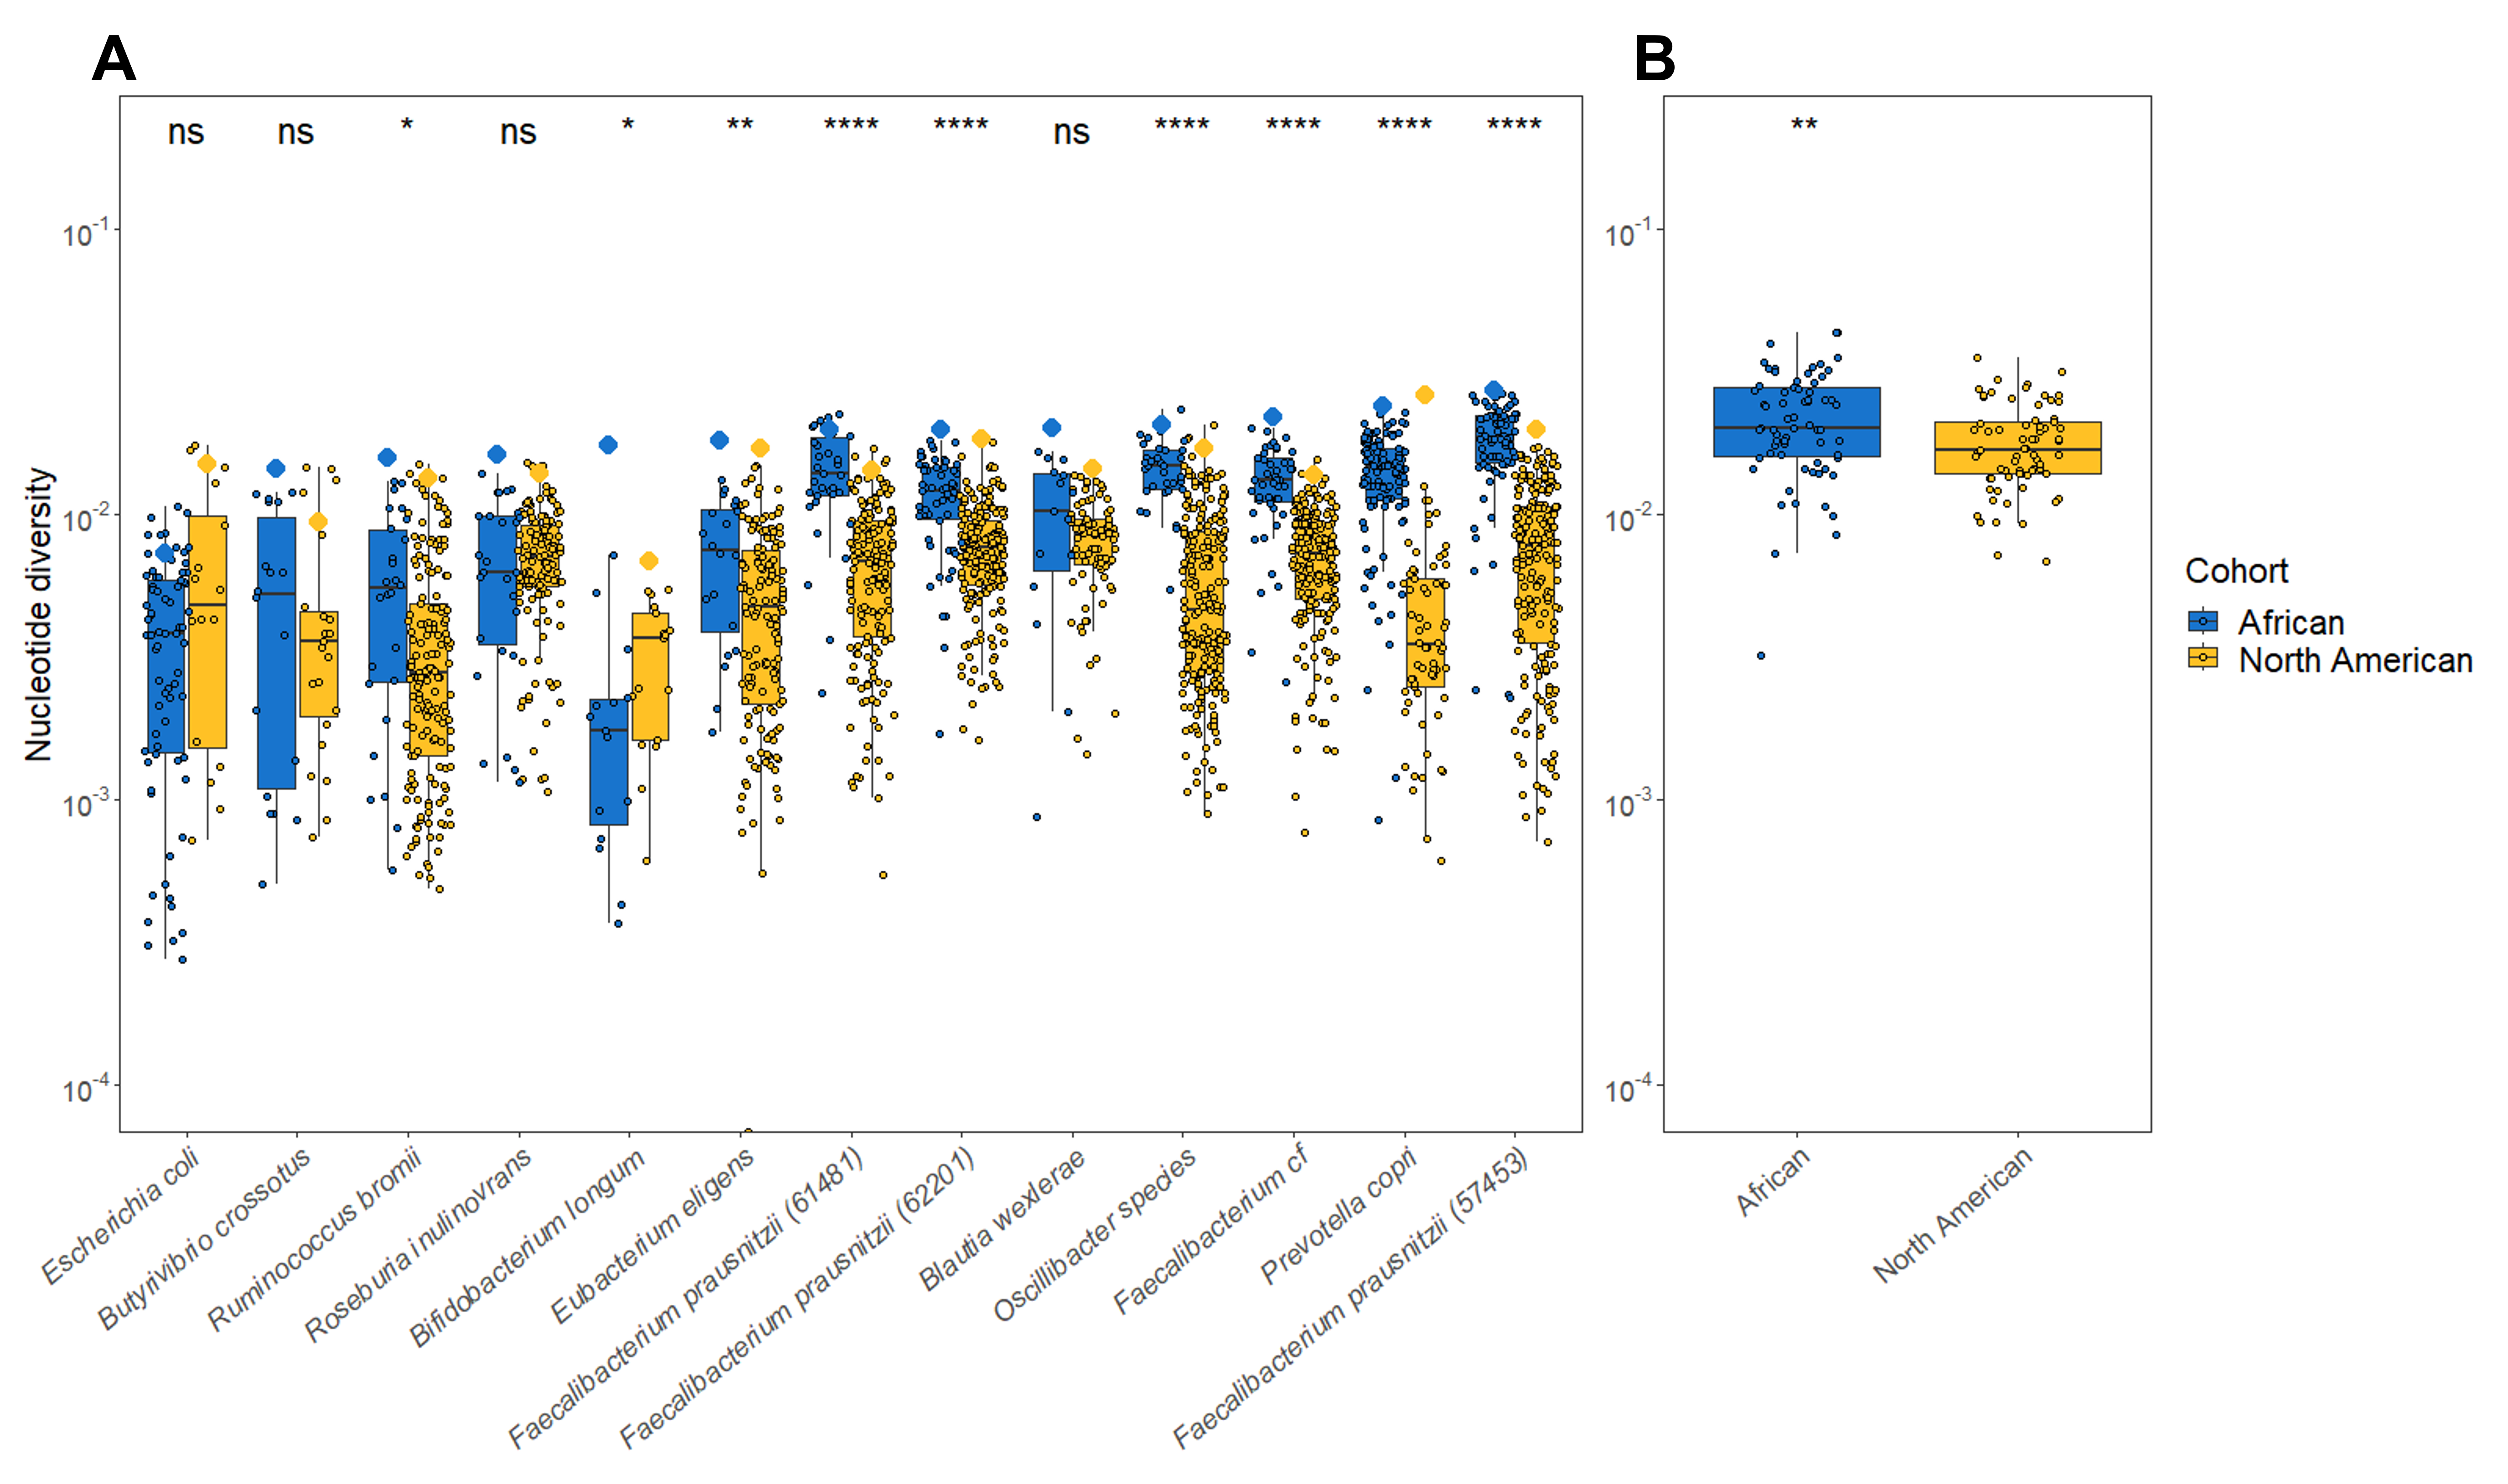 A
B
ns ns * ns * ** **** **** ns **** **** **** ****
**
Nucleotide diversity
10-1
10-2
10-3
10-4
10-1
10-2
10-3
10-4
Escherichia coli
Butyrivibrio crossotus
Ruminococcus bromii
Roseburia inulinovrans
Bifidobacterium longum
Eubacterium eligens
Faecalibacterium prausnitzii (61481)
Faecalibacterium prausnitzii (62201)
Blautia wexlerae
Oscillibacter species
Faecalibacterium cf
Prevotella copri
Faecalibacterium prausnitzii (57453)
African
North American
Cohort
African
North American